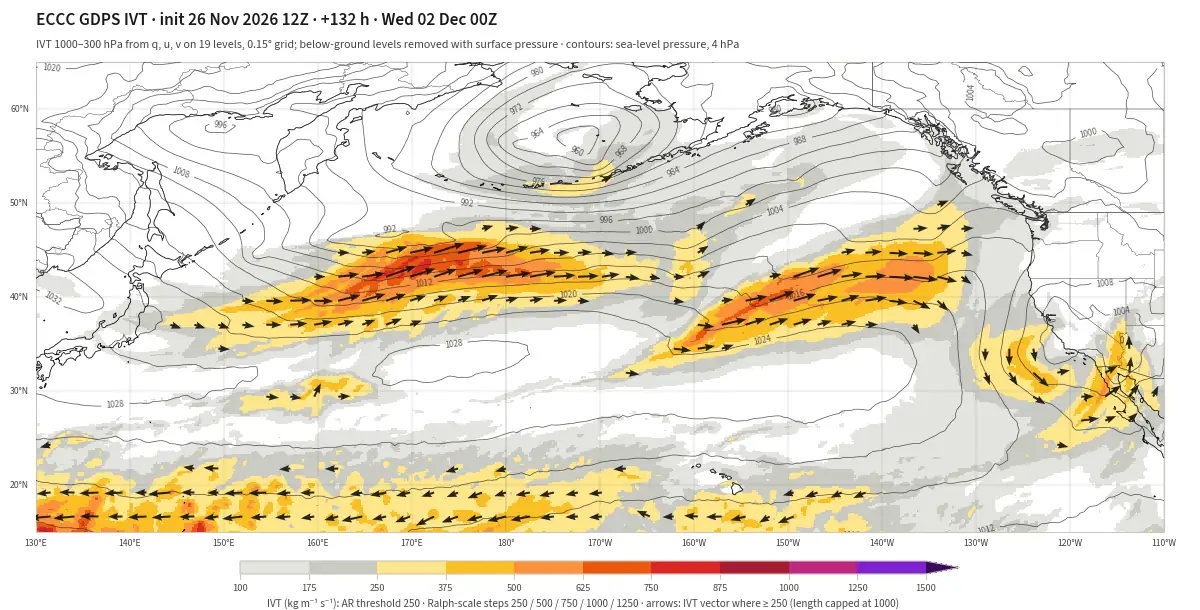 ECCC GDPS IVT · init 26 Nov 2026 12Z · +132 h · Wed 02 Dec 00Z
IVT 1000–300 hPa from q, u, v on 19 levels, 0.15° grid; below-ground levels removed with surface pressure · contours: sea-level pressure, 4 hPa
1020
980
1004
60°N
972
996
964
988
1000
960
968
1008
984
976
50°N
992
1004
996
992
1000
1012
1008
40°N
1032
1020
1016
1004
1024
1028
30°N
1028
20°N
1012
130°E 140°E 150°E 160°E 170°E 180° 170°W 160°W 150°W 140°W 130°W 120°W 110°W
100 175 250 375 500 625 750 875 1000 1250 1500
IVT (kg m⁻¹ s⁻¹): AR threshold 250 · Ralph-scale steps 250 / 500 / 750 / 1000 / 1250 · arrows: IVT vector where ≥ 250 (length capped at 1000)